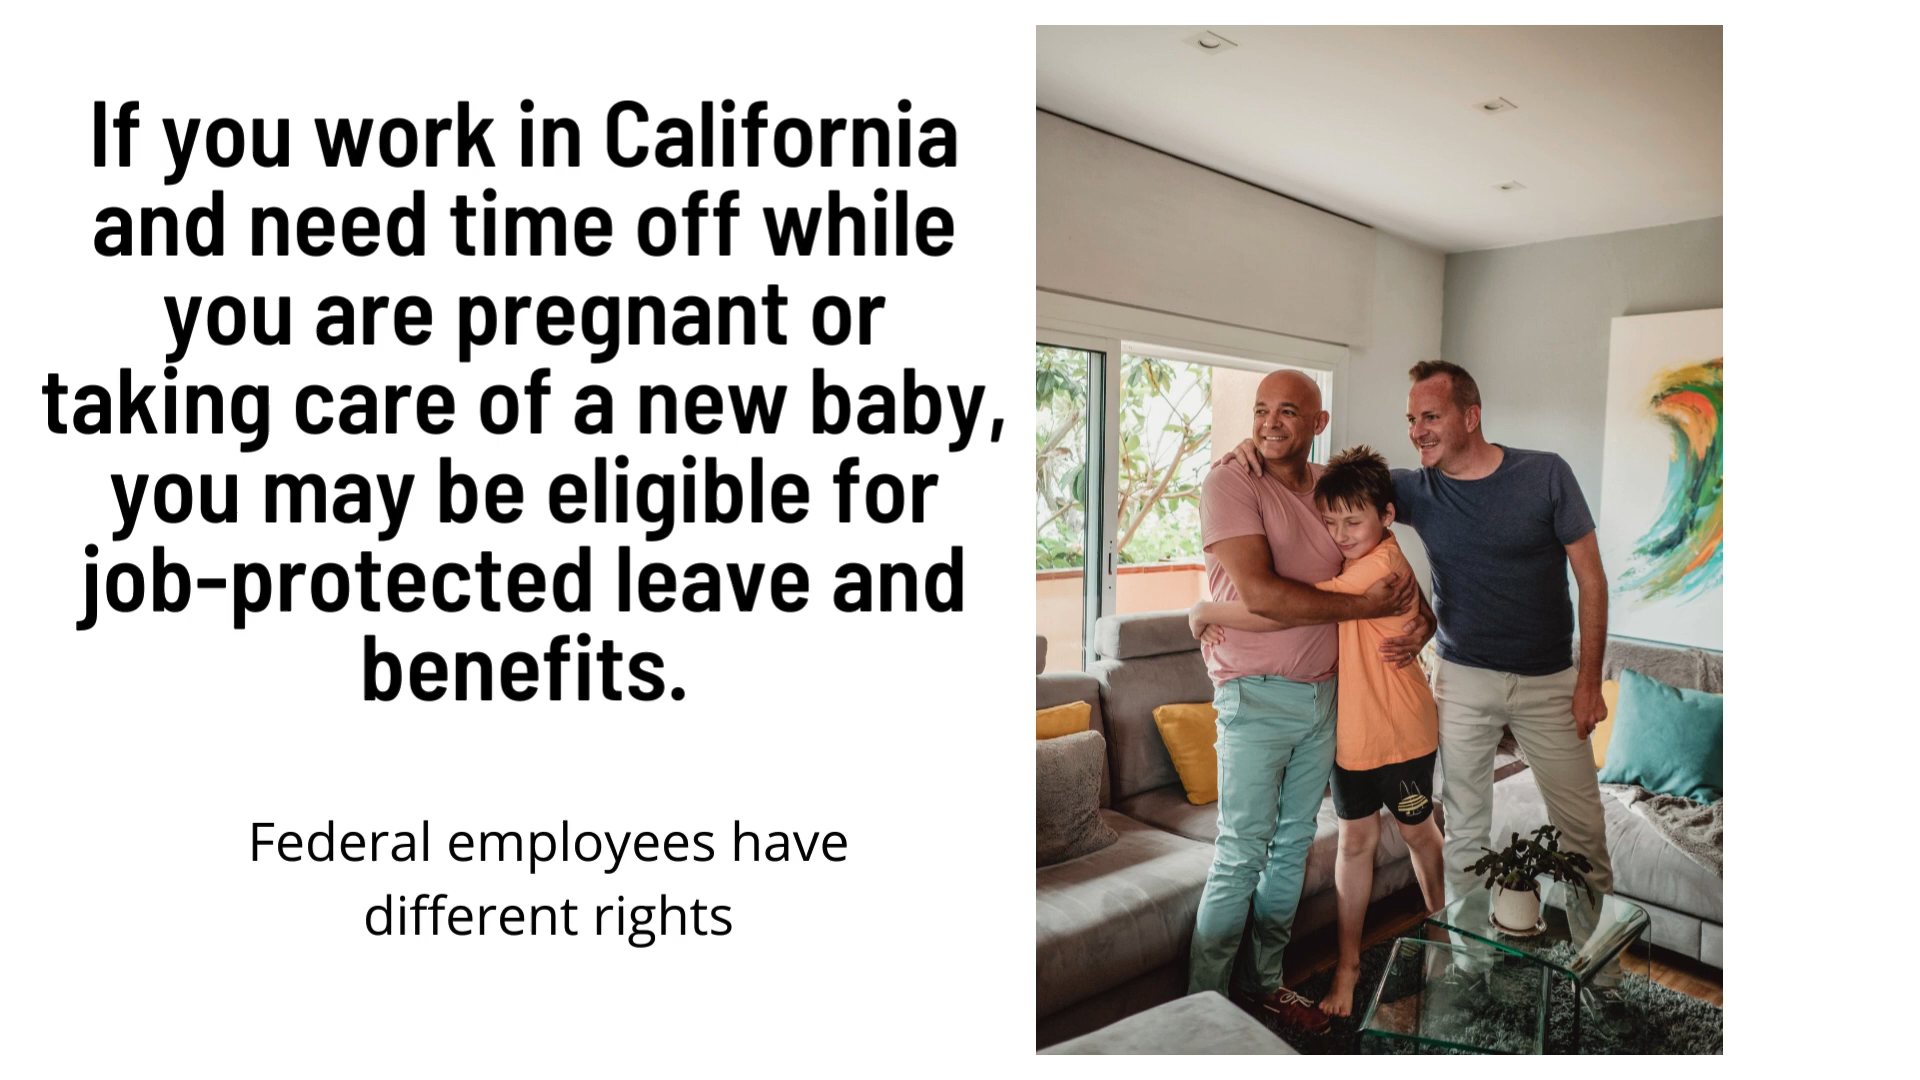 If you work in California
and need time off while
you are pregnant or
taking care of a new baby,
you may be eligible for
job-protected leave and
benefits.
Federal employees have
different rights